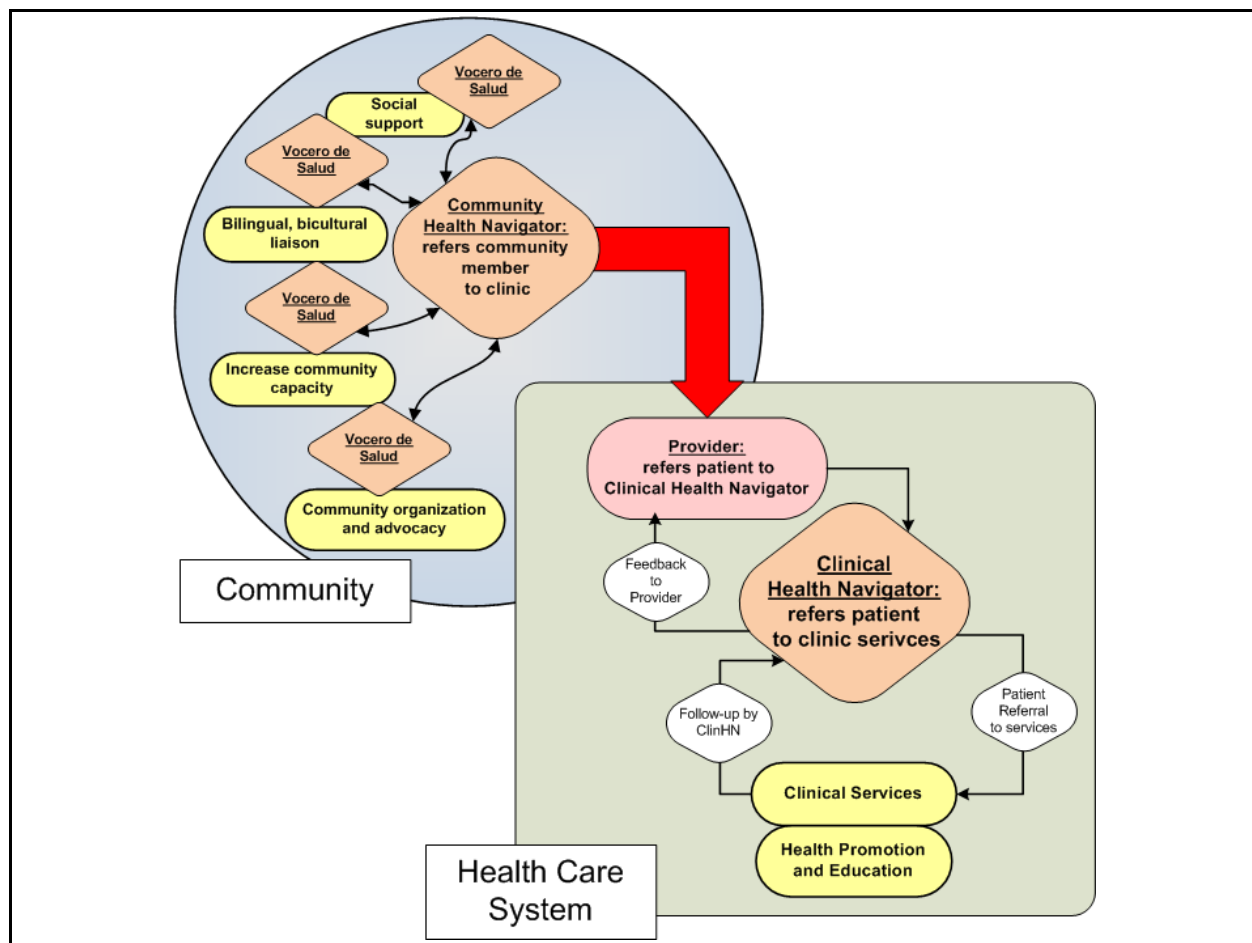 Vocero de
Salud
Social
support
Vocero de
Salud
Bilingual, bicultural
liaison
Vocero de
Salud
Increase community
capacity
Vocero de
Salud
Community organization
and advocacy
Community
Health Navigator:
refers community
member
to clinic
Community
Provider:
refers patient to
Clinical Health Navigator
Clinical
Health Navigator:
refers patient
to clinic serivces
Feedback
to
Provider
Follow-up by
ClinHN
Patient
Referral
to services
Clinical Services
Health Promotion
and Education
Health Care
System